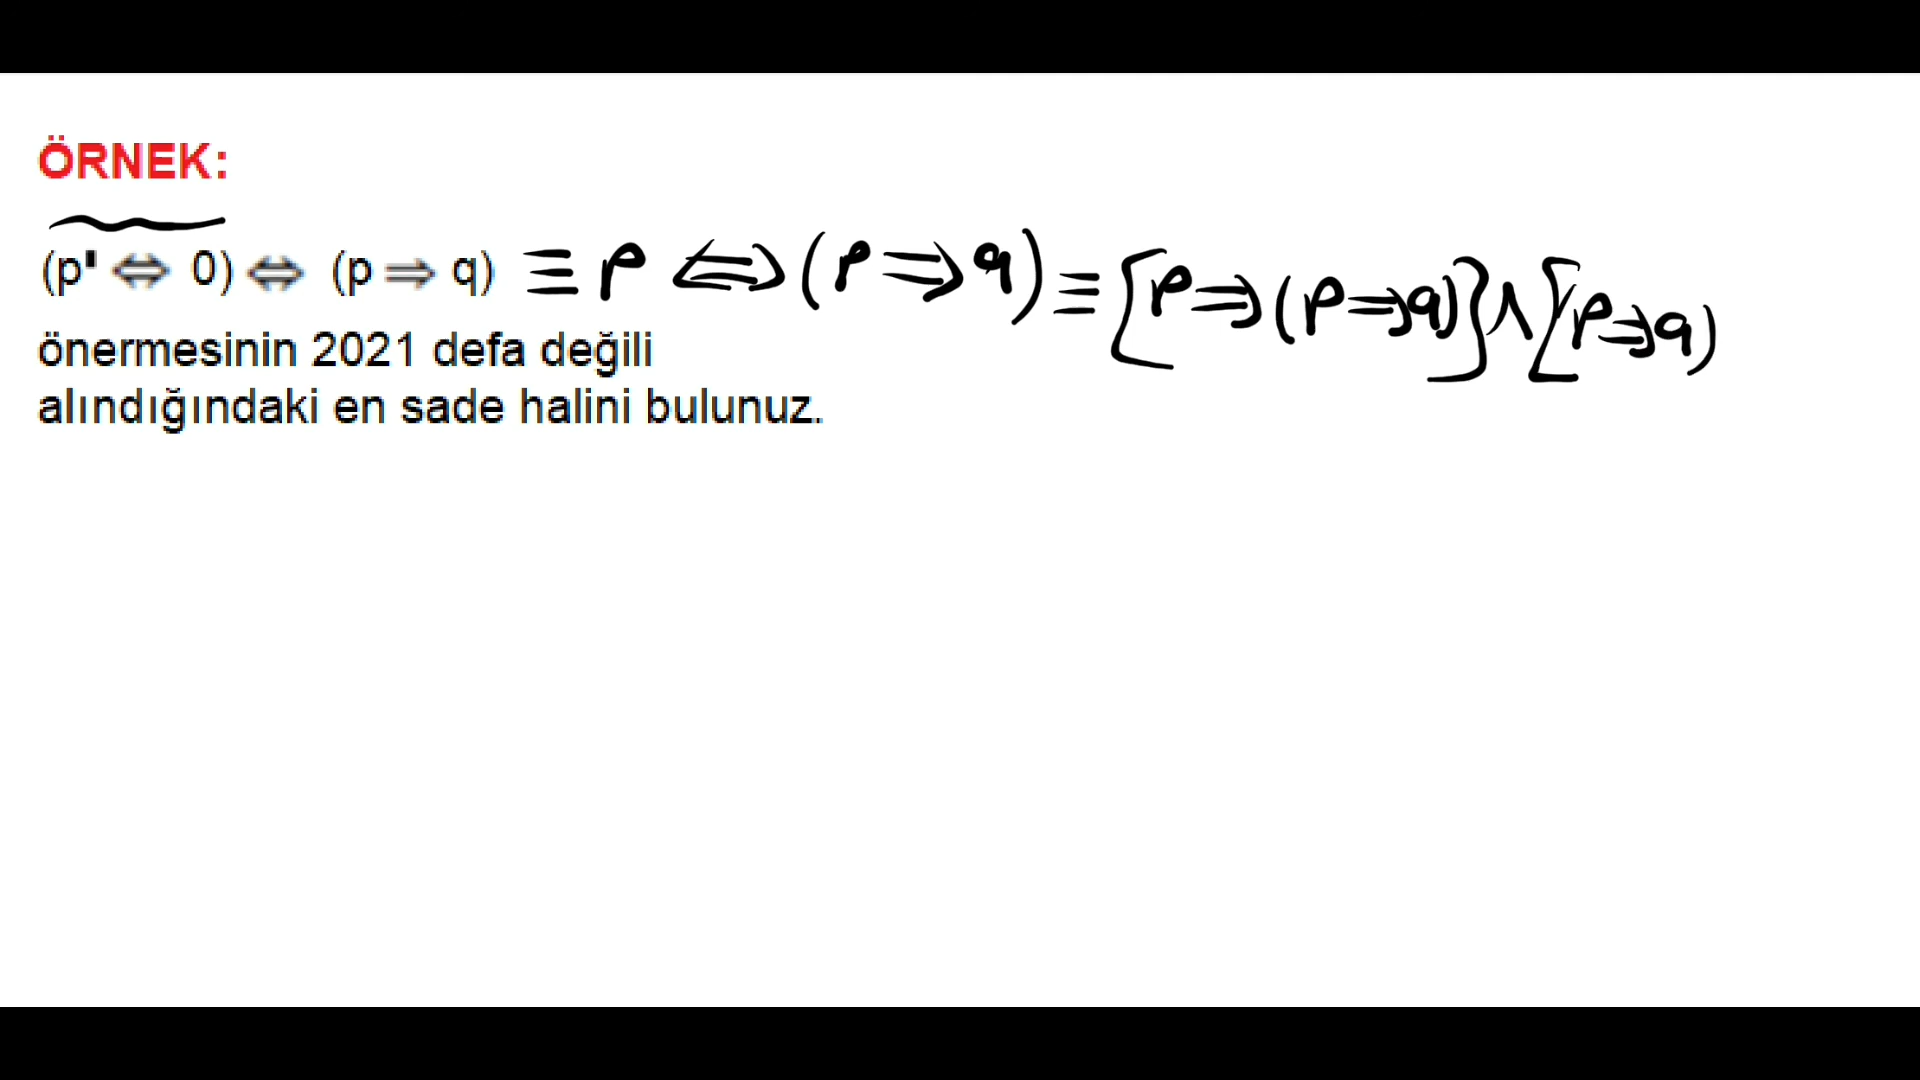 ÖRNEK:
(p' ⇔ 0) ⇔ (p ⇒ q) ≡ p ⇔ (p ⇒ q) ≡ [p ⇒ (p ⇒ q)] ∧ [(p ⇒ q)
önermesinin 2021 defa değili
alındığındaki en sade halini bulunuz.